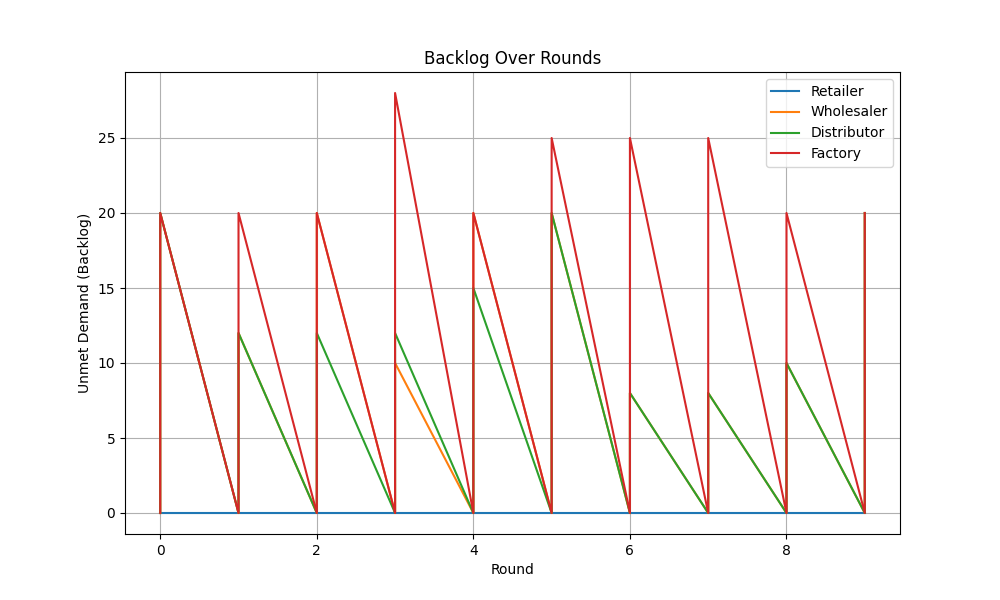 Backlog Over Rounds
Retailer
Wholesaler
Distributor
Factory
Unmet Demand (Backlog)
25
20
15
10
5
0
0 2 4 6 8
Round